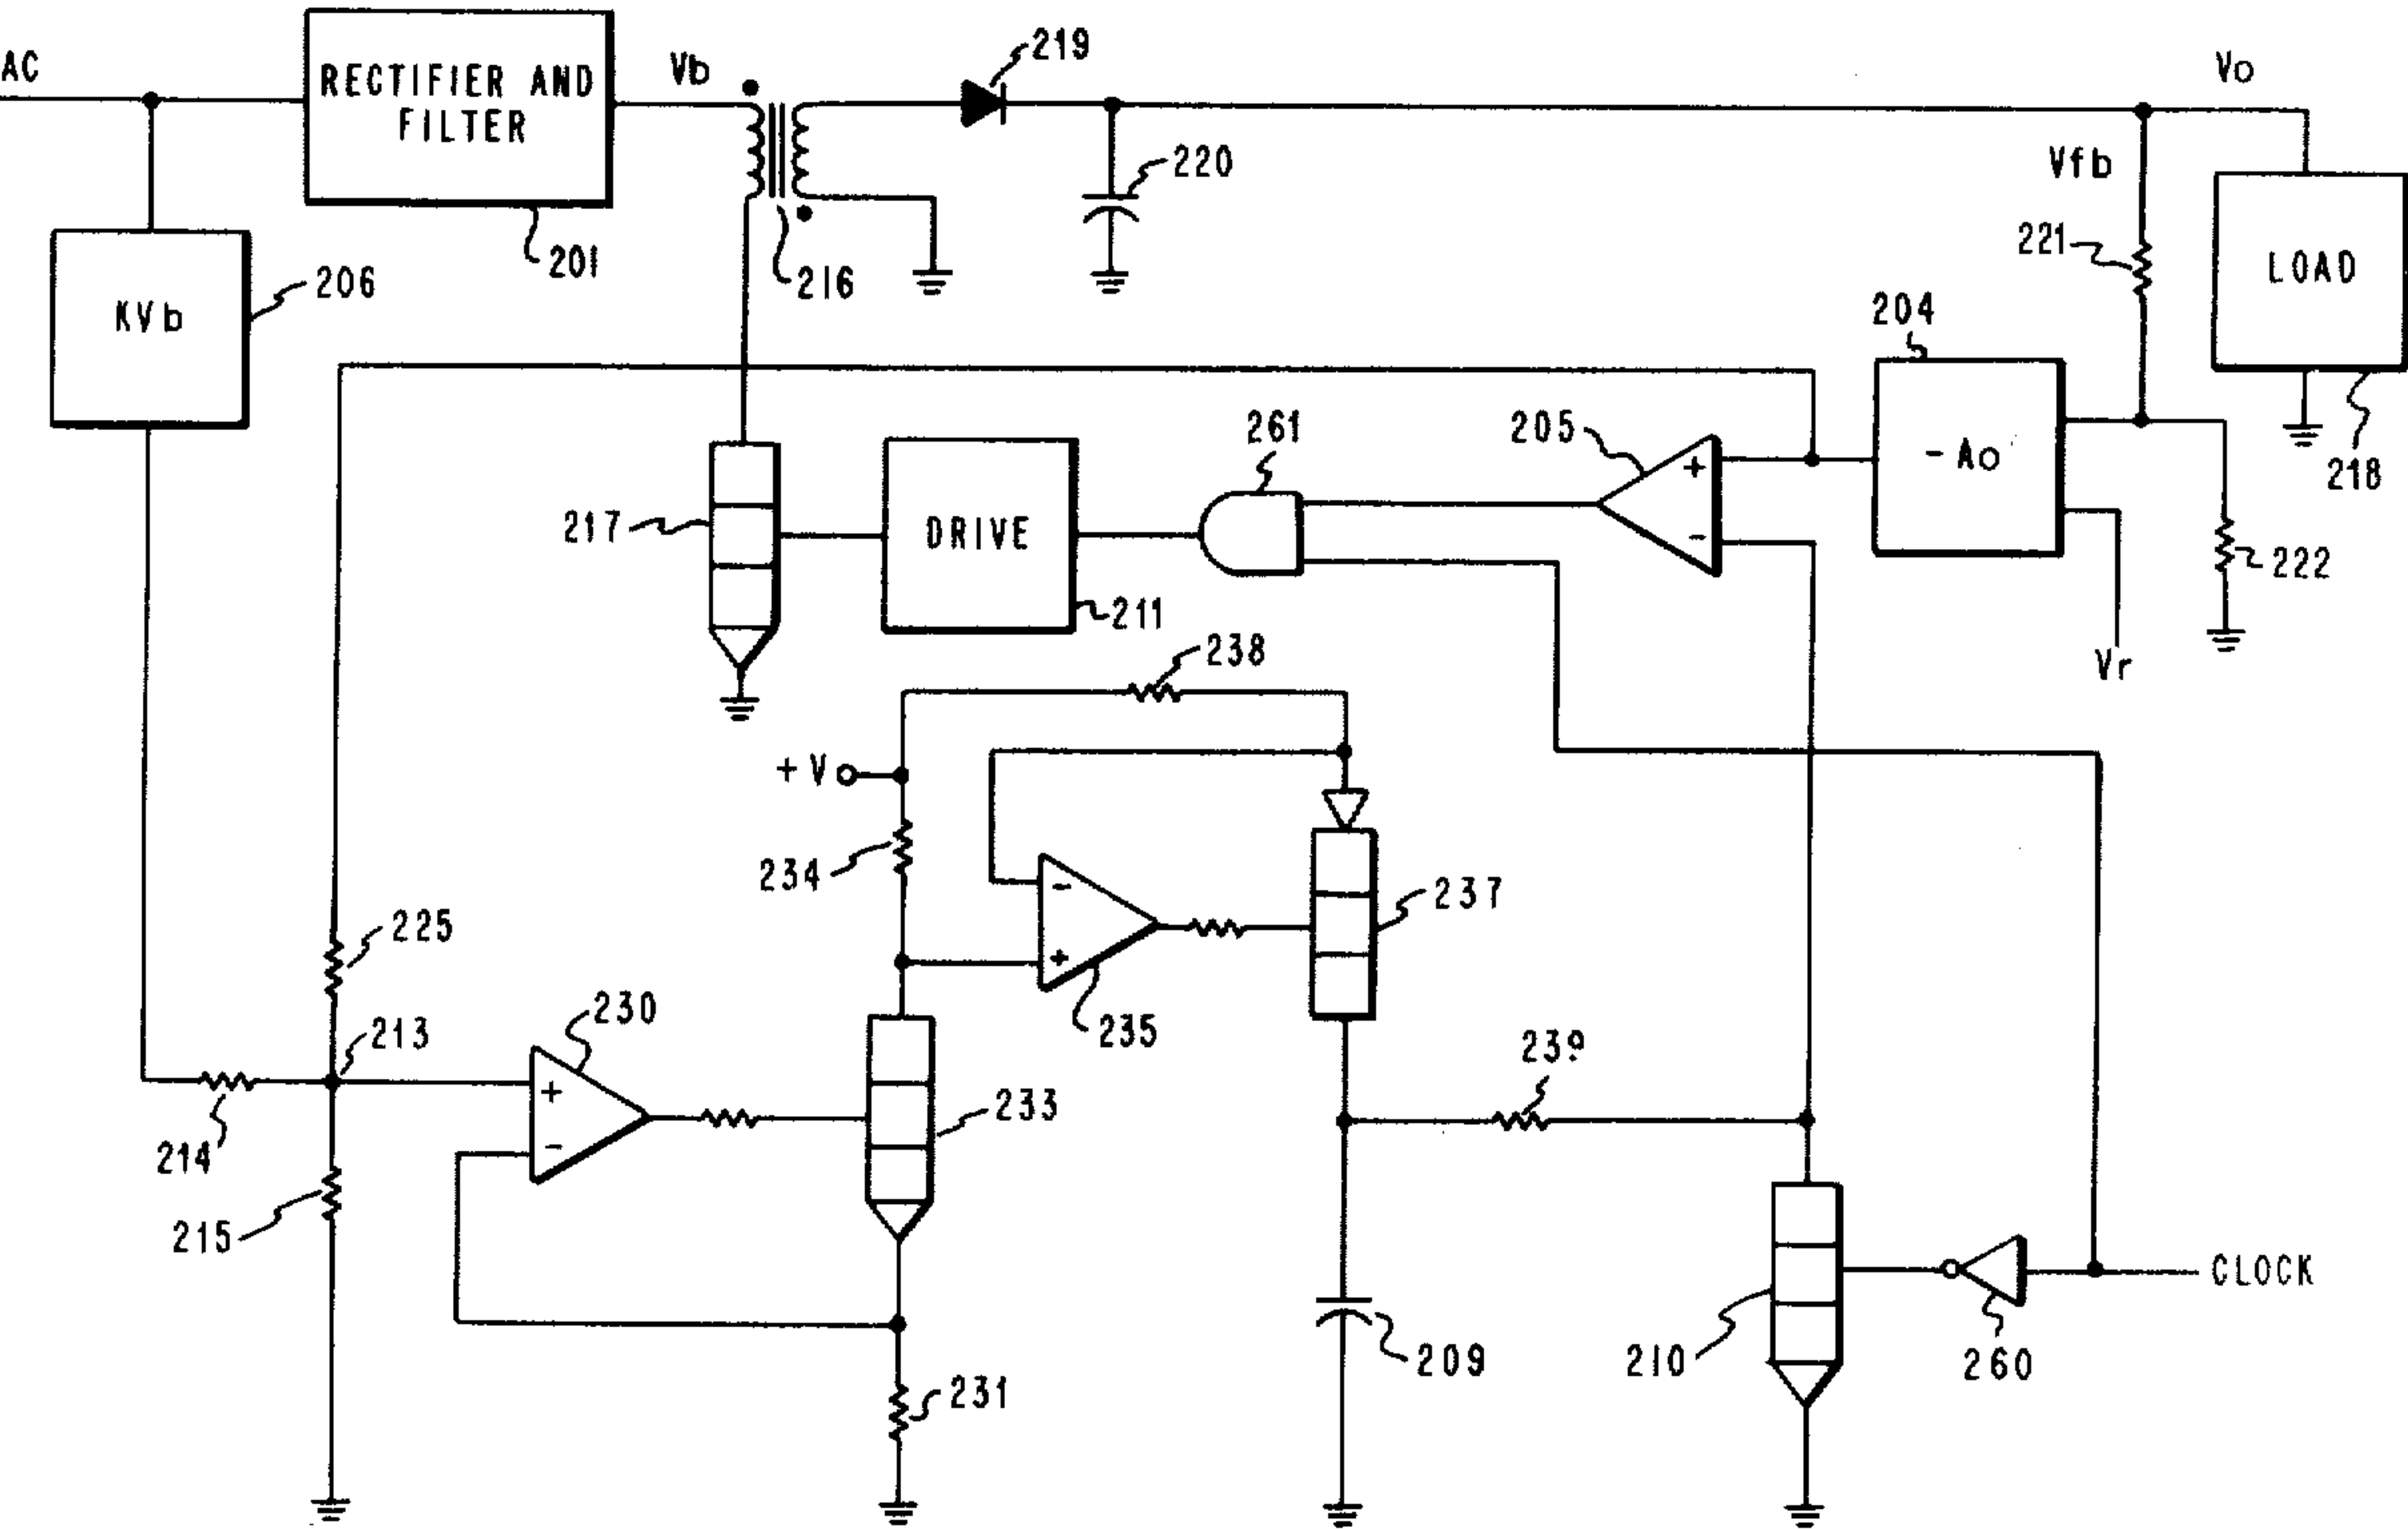 AC
RECTIFIER AND
FILTER
Vb
219
Vo
220
Vfb
201
216
221
LOAD
206
KVb
204
218
261
205
+
-
-Ao
217
DRIVE
211
222
Vr
238
+V
234
-
+
237
225
235
213
230
+
-
239
233
214
215
CLOCK
209
210
260
231